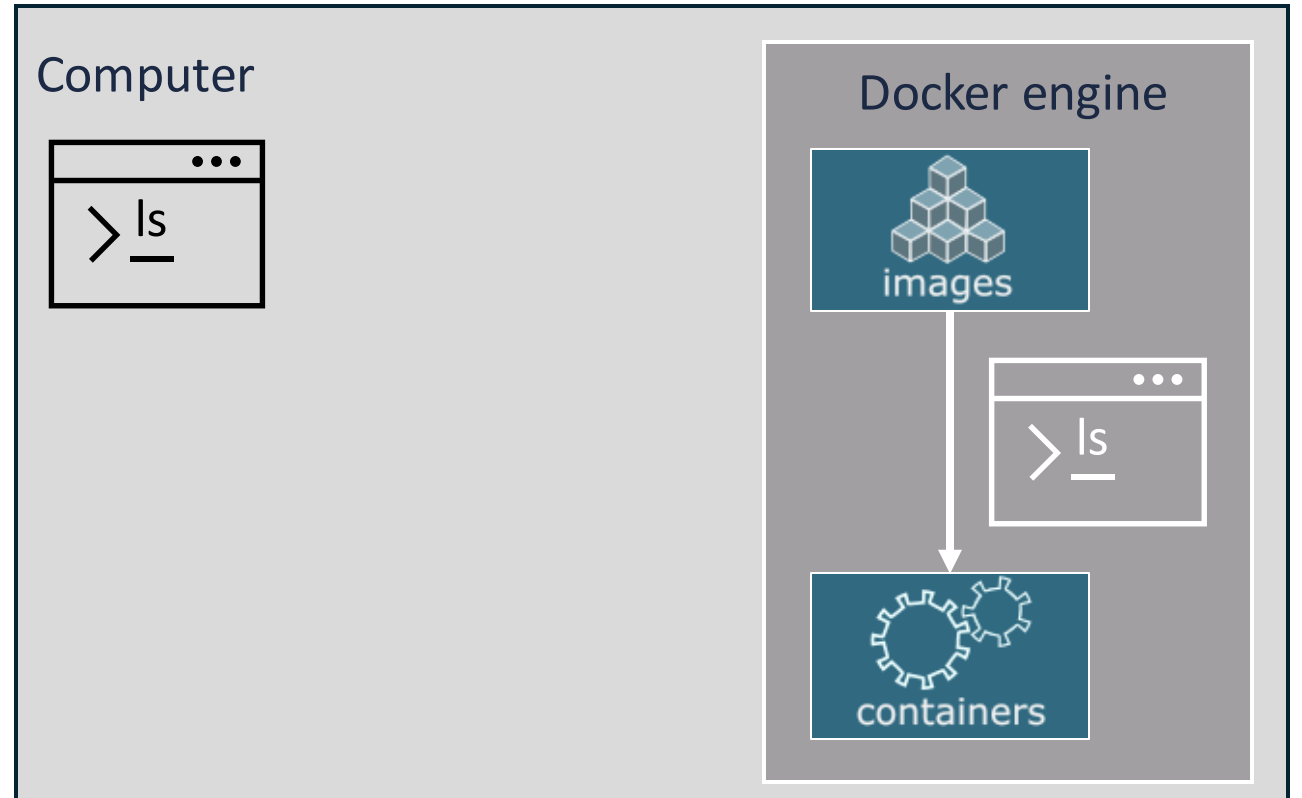 Computer
ls
Docker engine
images
ls
containers